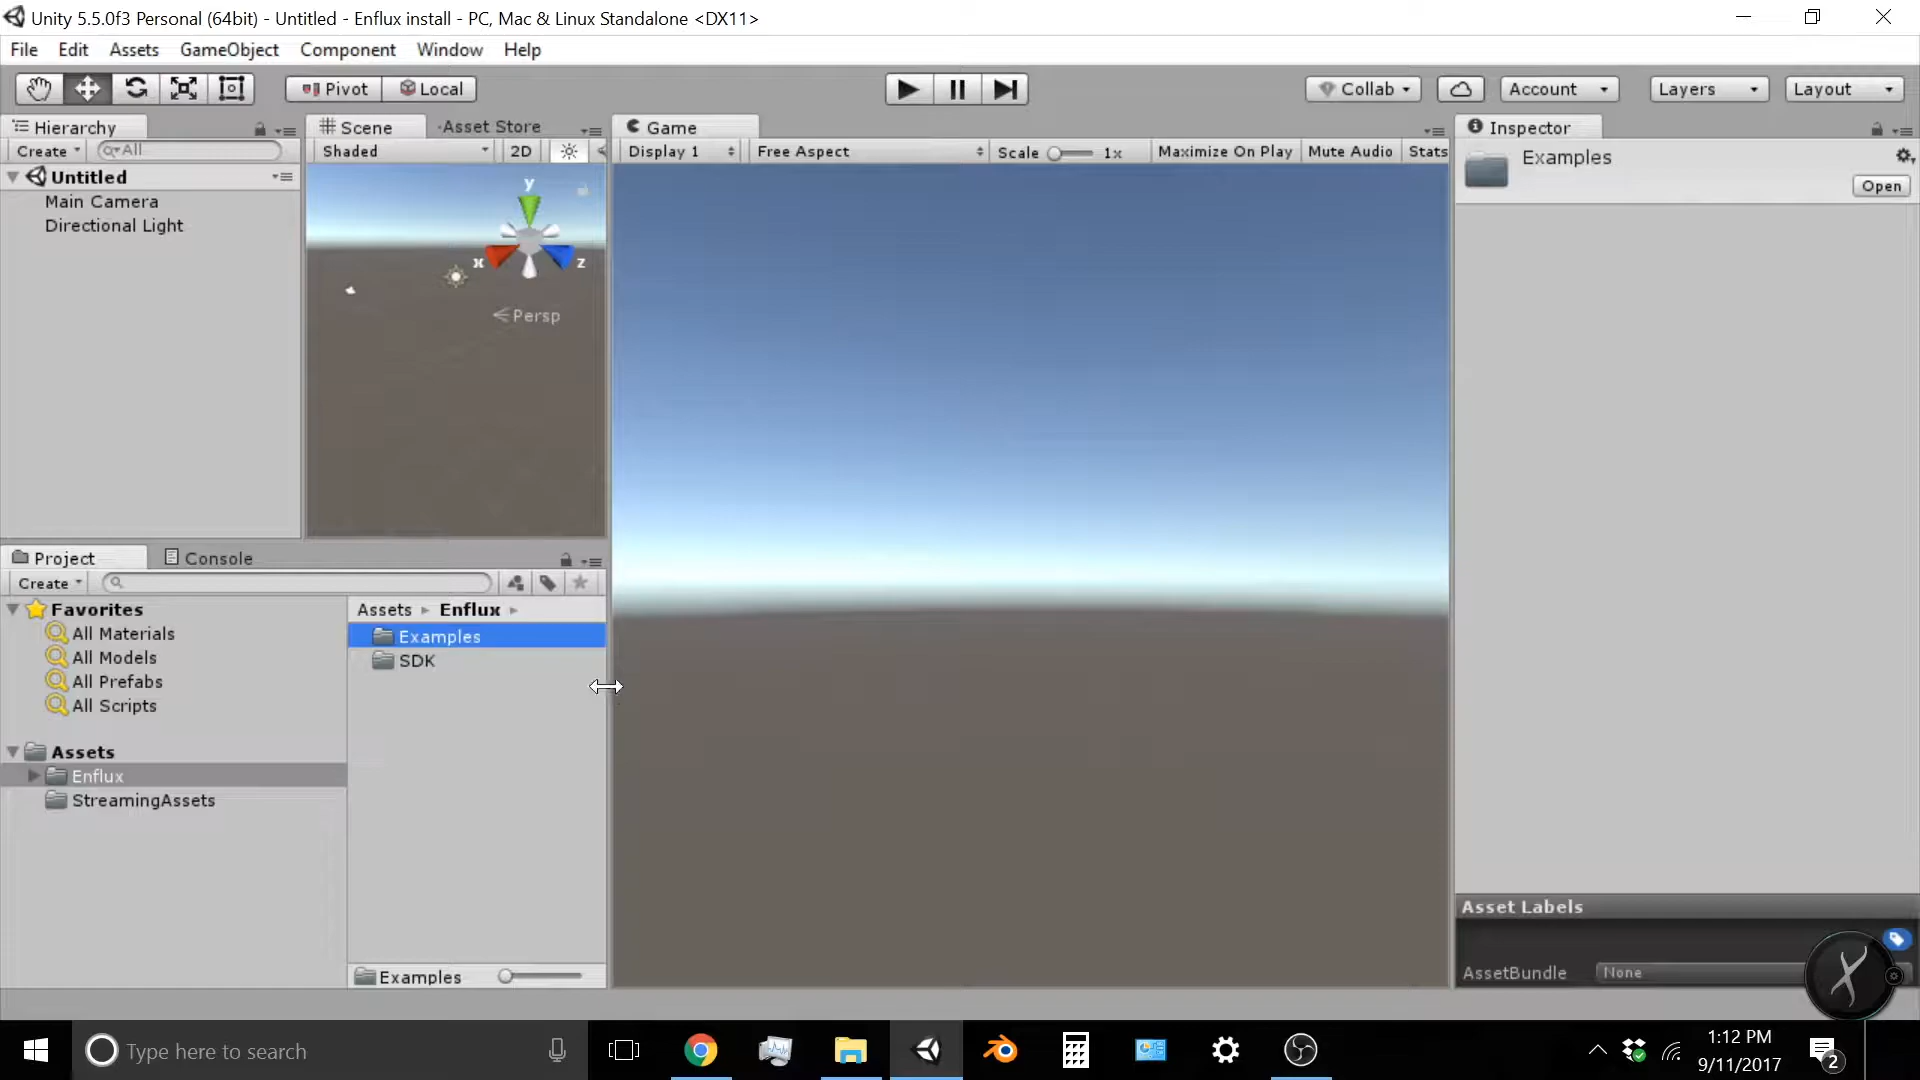 Unity 5.5.0f3 Personal (64bit) - Untitled - Enflux install - PC, Mac & Linux Standalone <DX11>
File Edit Assets GameObject Component Window Help
Pivot Local Collab Account Layers Layout
Hierarchy Scene Asset Store Game Inspector
Create All Shaded 2D Display 1 Free Aspect Scale 1x Maximize On Play Mute Audio Stats Examples
Open
Untitled
Main Camera
Directional Light
y
x z
Persp
Project Console
Create
Favorites Assets Enflux
All Materials Examples
All Models SDK
All Prefabs
All Scripts
Assets
Enflux
StreamingAssets
Asset Labels
AssetBundle None
Examples
Type here to search
1:12 PM
9/11/2017
2